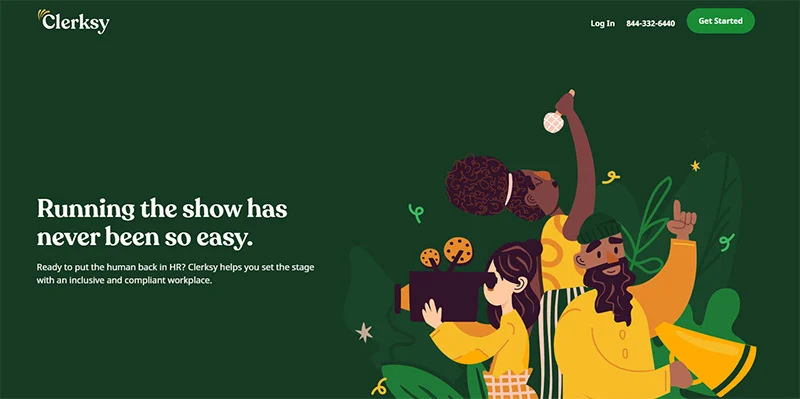 Clerksy
Log In
844-332-6440
Get Started
Running the show has
never been so easy.
Ready to put the human back in HR? Clerksy helps you set the stage
with an inclusive and compliant workplace.